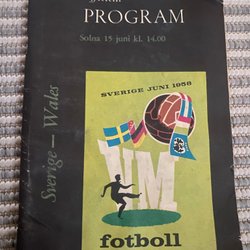 PROGRAM
Solna 15 juni kl. 14.00
Sverige — Wales
SVERIGE JUNI 1958
VM
fotboll